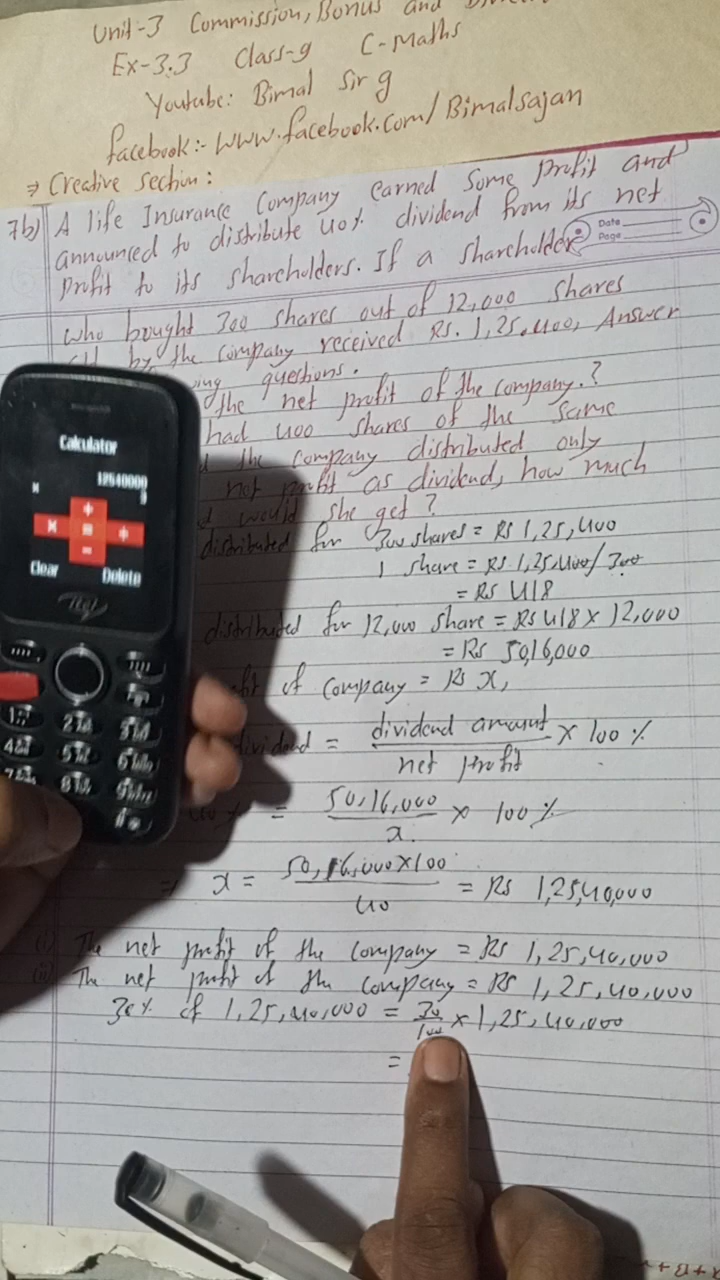 Unit-3 Commission, Bonus and
Ex-3.3 Class-9 C-Maths
Youtube: Bimal Sir g
facebook:- www.facebook.com/Bimalsajan
⇒ Creative section:
7b) A life Insurance Company earned some profit and
announced to distribute 40% dividend from its net
Date
Page
profit to its shareholders. If a shareholder
who bought 300 shares out of 12,000 shares
by the company received Rs. 1,25,400, Answer
questions.
the net profit of the company.?
had 400 shares of the same
the company distributed only
net profit as dividend, how much
would she get?
distributed for 300 shares = Rs 1,25,400
1 share = Rs 1,25,400/300
= Rs 418
distributed for 12,000 share = Rs 418 × 12,000
= Rs 50,16,000
of company = Rs x,
= dividend amount / net profit × 100 %
= 50,16,000 / x × 100 %
⇒ x = 50,16,000×100 / 40 = Rs 1,25,40,000
(i) The net profit of the company = Rs 1,25,40,000
(ii) The net profit of the company = Rs 1,25,40,000
30% of 1,25,40,000 = 30/100 × 1,25,40,000
=
Calculator
12540000
×
3
Clear Delete
itel